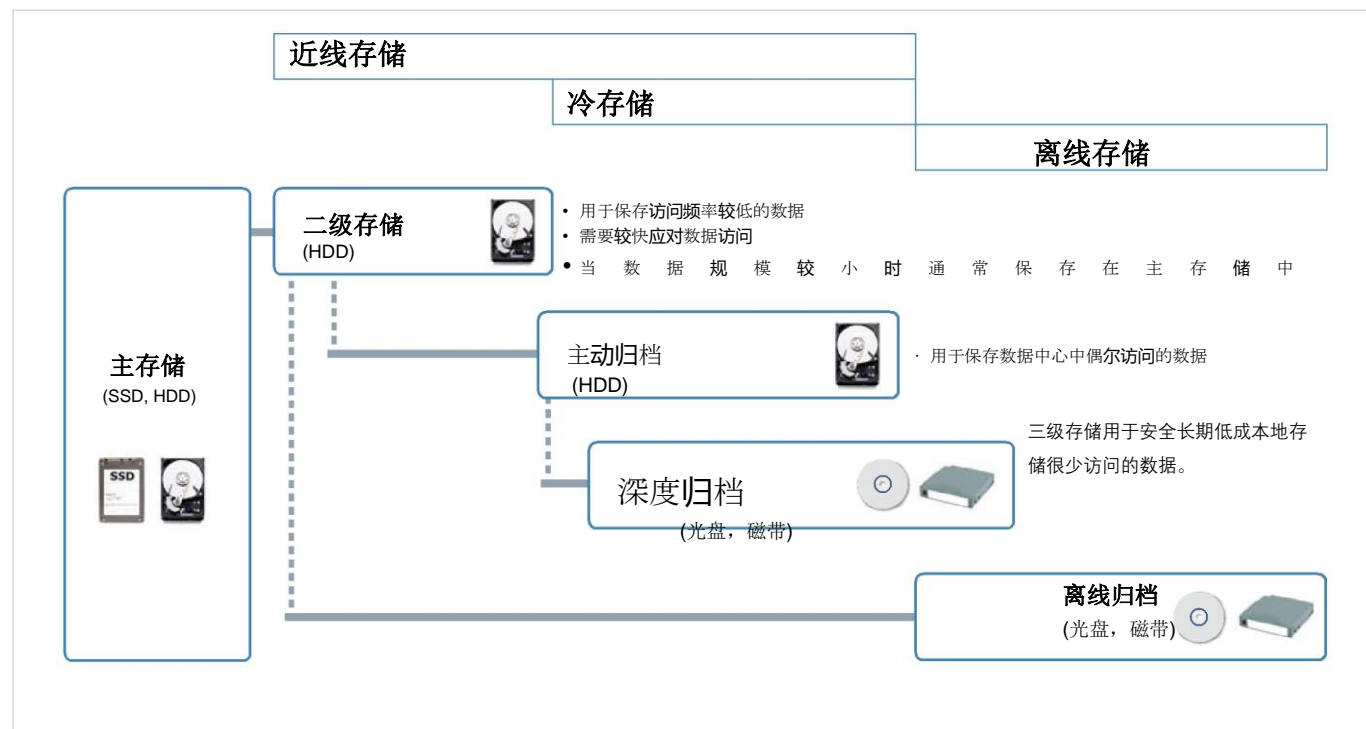 近线存储
冷存储
离线存储
二级存储
(HDD)
• 用于保存访问频率较低的数据
• 需要较快应对数据访问
• 当数据规模较小时通常保存在主存储中
主动归档
(HDD)
· 用于保存数据中心中偶尔访问的数据
主存储
(SSD, HDD)
SSD
三级存储用于安全长期低成本地存
储很少访问的数据。
深度归档
(光盘，磁带)
离线归档
(光盘，磁带)